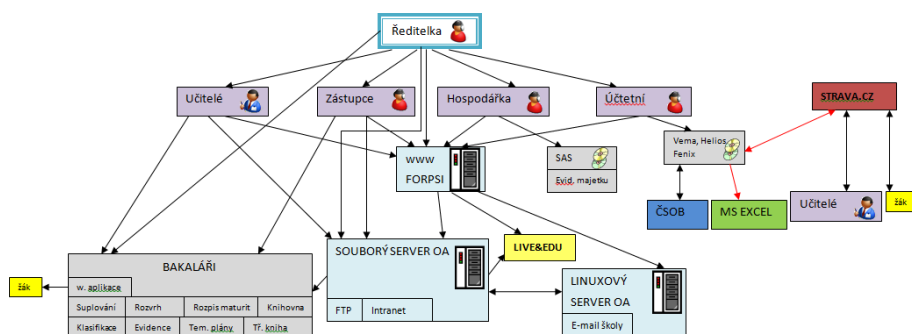 Ředitelka
Učitelé
Zástupce
Hospodářka
Účtetní
STRAVA.CZ
www
FORPSI
SAS
Evid. majetku
Vema, Helios
Fenix
ČSOB
MS EXCEL
Učitelé
žák
SOUBORÝ SERVER OA
FTP
Intranet
LIVE&EDU
LINUXOVÝ
SERVER OA
E-mail školy
žák
BAKALÁŘI
w. aplikace
Suplování
Rozvrh
Rozpis maturit
Knihovna
Klasifikace
Evidence
Tem. plány
Tř. kniha